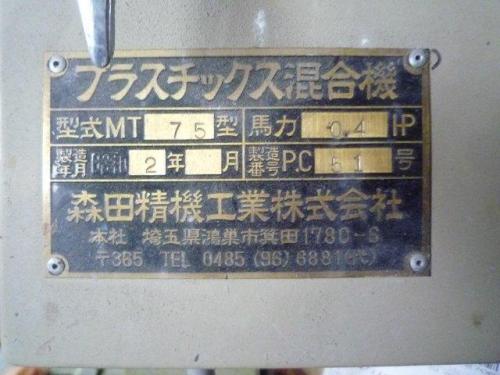 プラスチックス混合機
型式MT 75型 馬力 0.4 HP
製造年月 2年 月 製造番号 P.C 51 号
森田精機工業株式会社
本社 埼玉県鴻巣市箕田1780-6
〒365 TEL 0485 (96) 6881(代)